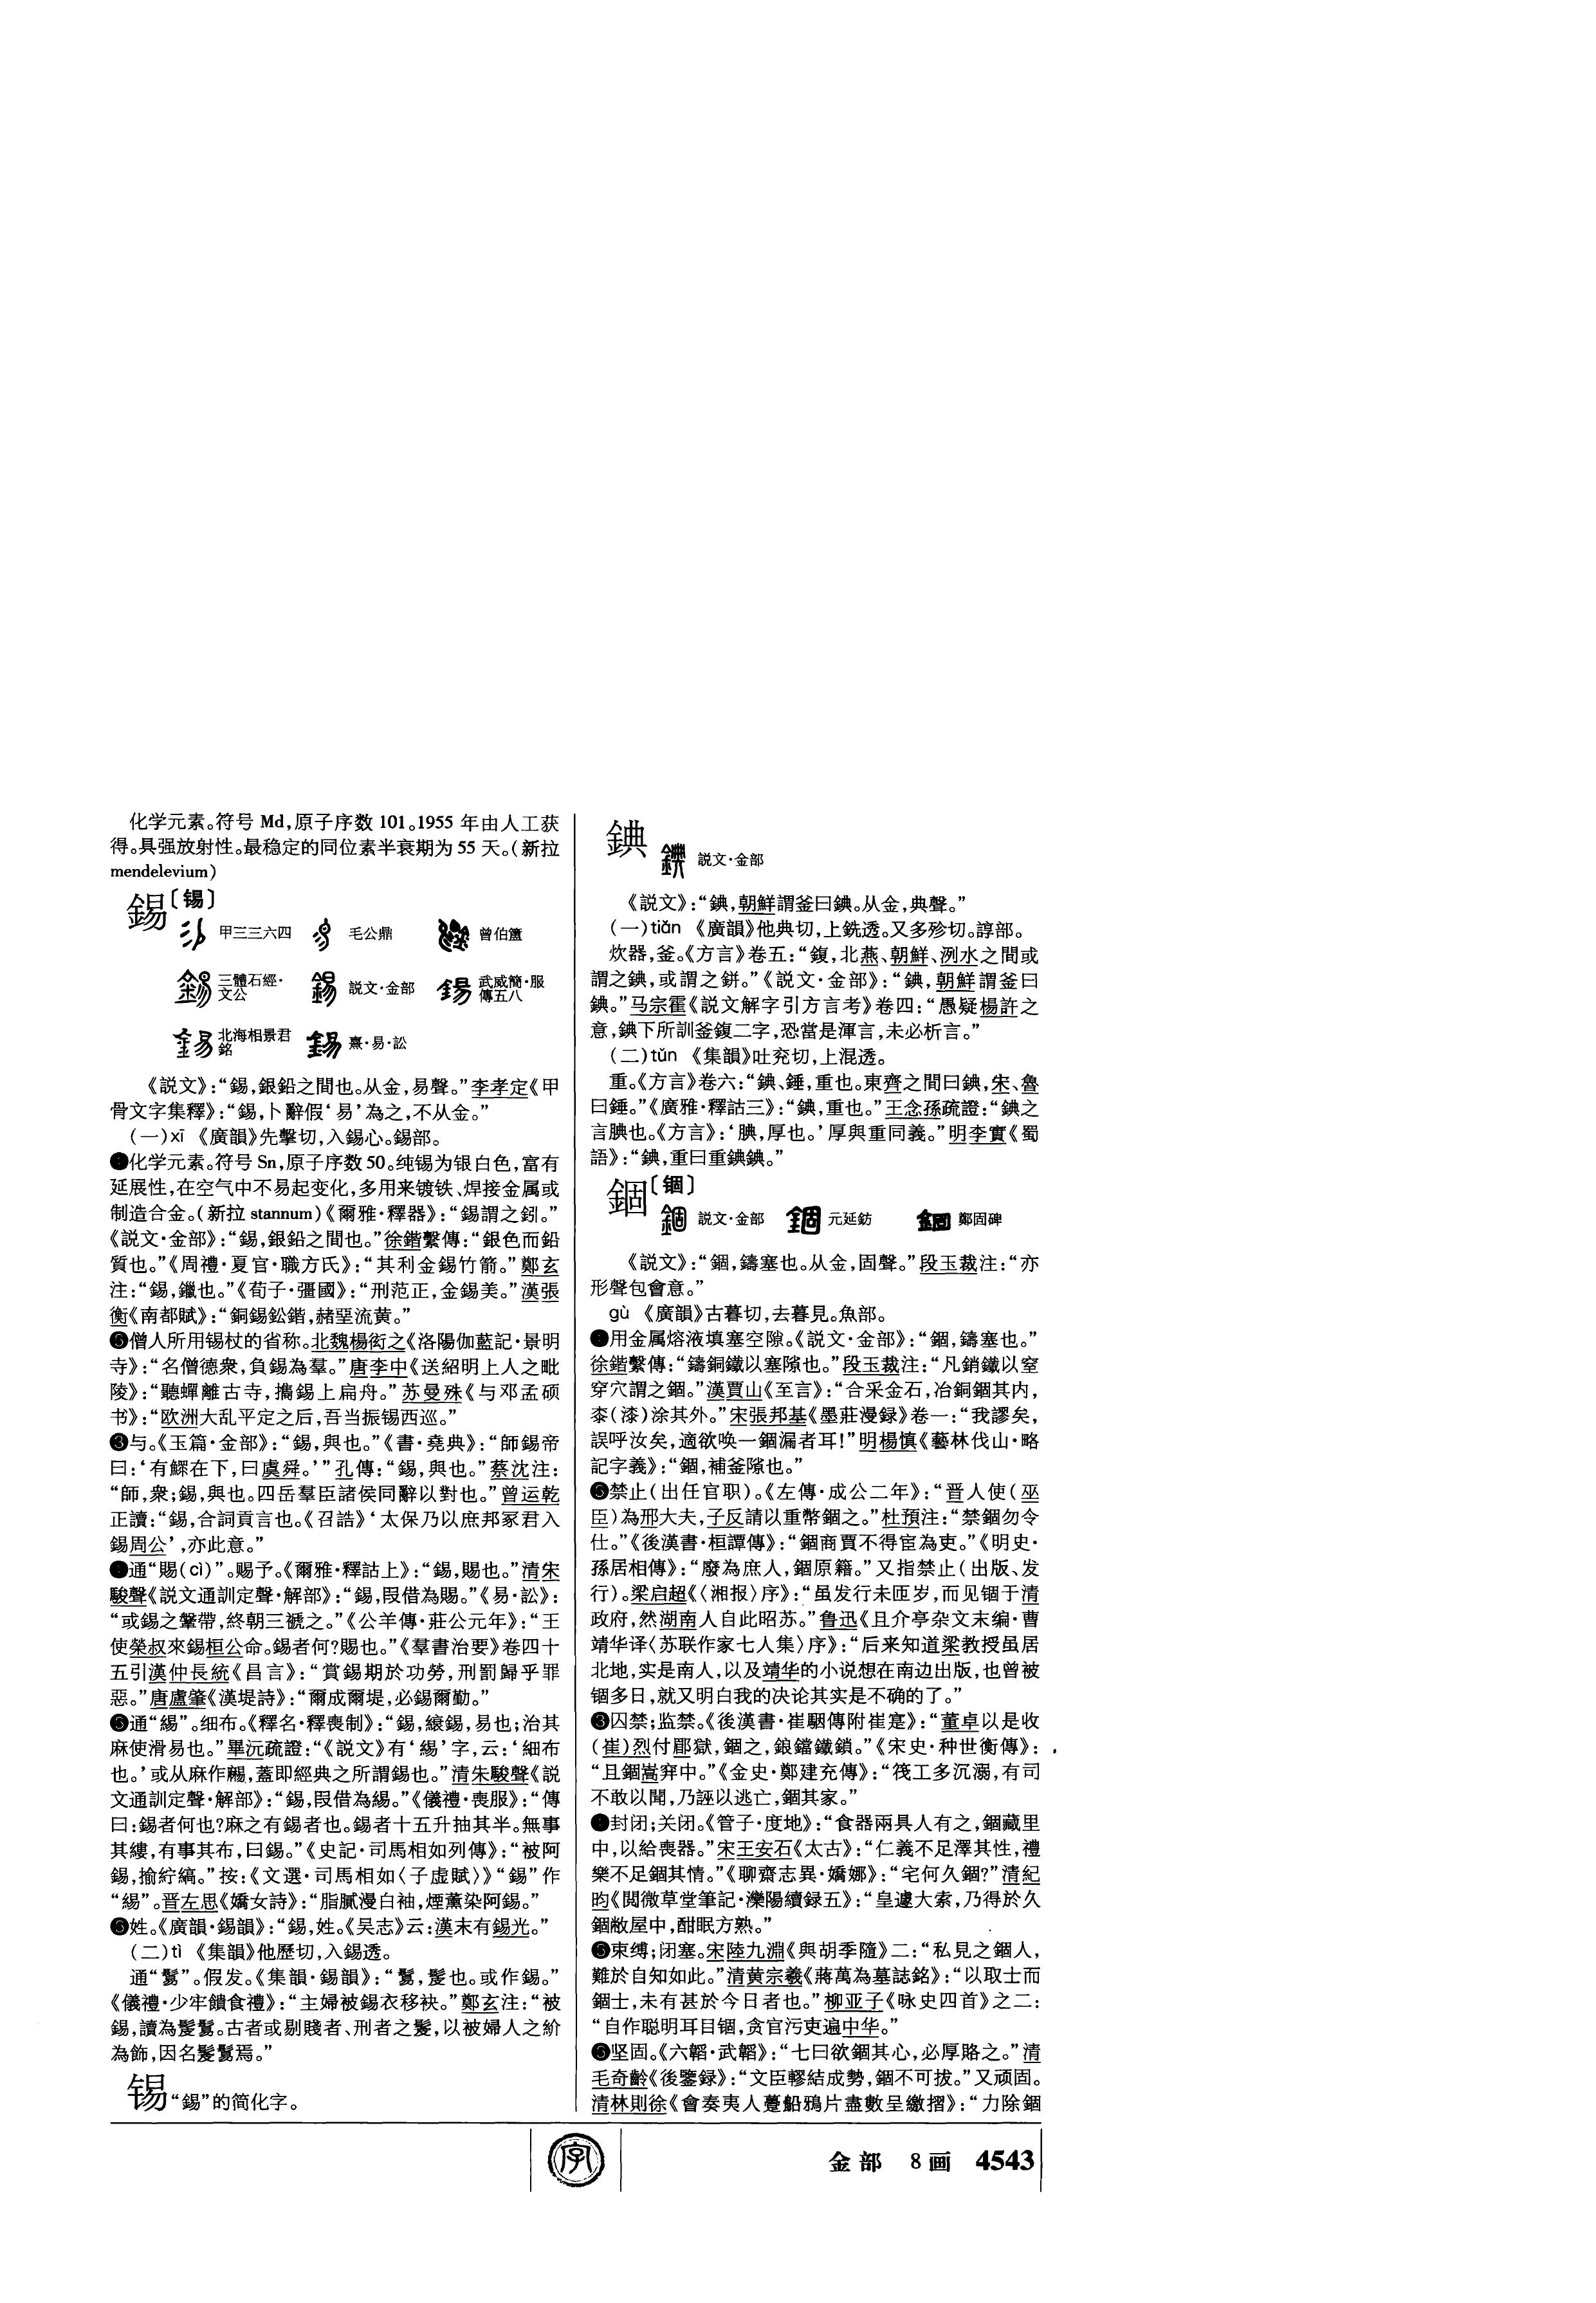 化学元素。符号 Md,原子序数 101。1955 年由人工获
得。具强放射性。最稳定的同位素半衰期为 55 天。(新拉
mendelevium)
錫〔锡〕
甲三三六四 毛公鼎 曾伯簠
三體石經·文公 説文·金部 武威簡·服傳五八
北海相景君銘 熹·易·訟
《説文》:“錫,銀鉛之間也。从金,易聲。”李孝定《甲
骨文字集釋》:“錫,卜辭假‘易’為之,不从金。”
(一)xī 《廣韻》先擊切,入錫心。錫部。
❶化学元素。符号 Sn,原子序数 50。纯锡为银白色,富有
延展性,在空气中不易起变化,多用来镀铁、焊接金属或
制造合金。(新拉 stannum)《爾雅·釋器》:“錫謂之鈏。”
《説文·金部》:“錫,銀鉛之間也。”徐鍇繫傳:“銀色而鉛
質也。”《周禮·夏官·職方氏》:“其利金錫竹箭。”鄭玄
注:“錫,鑞也。”《荀子·彊國》:“刑范正,金錫美。”漢張
衡《南都賦》:“銅錫鈆鍇,赭堊流黄。”
❷僧人所用锡杖的省称。北魏楊衒之《洛陽伽藍記·景明
寺》:“名僧德衆,負錫為羣。”唐李中《送紹明上人之毗
陵》:“聽蟬離古寺,攜錫上扁舟。”苏曼殊《与邓孟硕
书》:“欧洲大乱平定之后,吾当振锡西巡。”
❸与。《玉篇·金部》:“錫,與也。”《書·堯典》:“師錫帝
曰:‘有鰥在下,曰虞舜。’”孔傳:“錫,與也。”蔡沈注:
“師,衆;錫,與也。四岳羣臣諸侯同辭以對也。”曾运乾
正讀:“錫,合詞貢言也。《召誥》‘太保乃以庶邦冢君入
錫周公’,亦此意。”
❹通“賜(cì)”。赐予。《爾雅·釋詁上》:“錫,賜也。”清朱
駿聲《説文通訓定聲·解部》:“錫,叚借為賜。”《易·訟》:
“或錫之鞶帶,終朝三褫之。”《公羊傳·莊公元年》:“王
使榮叔來錫桓公命。錫者何?賜也。”《羣書治要》卷四十
五引漢仲長統《昌言》:“賞錫期於功勞,刑罰歸乎罪
惡。”唐盧肇《漢堤詩》:“爾成爾堤,必錫爾勤。”
❺通“緆”。细布。《釋名·釋喪制》:“錫,縗錫,易也;治其
麻使滑易也。”畢沅疏證:“《説文》有‘緆’字,云:‘細布
也。’或从麻作䴱,蓋即經典之所謂錫也。”清朱駿聲《説
文通訓定聲·解部》:“錫,叚借為緆。”《儀禮·喪服》:“傳
曰:錫者何也?麻之有錫者也。錫者十五升抽其半。無事
其縷,有事其布,曰錫。”《史記·司馬相如列傳》:“被阿
錫,揄紵縞。”按:《文選·司馬相如〈子虚賦〉》“錫”作
“緆”。晋左思《嬌女詩》:“脂膩漫白袖,煙薰染阿錫。”
❻姓。《廣韻·錫韻》:“錫,姓。《吴志》云:漢末有錫光。”
(二)tì 《集韻》他歷切,入錫透。
通“鬄”。假发。《集韻·錫韻》:“鬄,髲也。或作錫。”
《儀禮·少牢饋食禮》:“主婦被錫衣移袂。”鄭玄注:“被
錫,讀為髲鬄。古者或剔賤者、刑者之髮,以被婦人之紒
為飾,因名髲鬄焉。”
锡 “錫”的简化字。
錪
説文·金部
《説文》:“錪,朝鮮謂釜曰錪。从金,典聲。”
(一)tiǎn 《廣韻》他典切,上銑透。又多殄切。諄部。
炊器,釜。《方言》卷五:“鍑,北燕、朝鮮、洌水之間或
謂之錪,或謂之鉼。”《説文·金部》:“錪,朝鮮謂釜曰
錪。”马宗霍《説文解字引方言考》卷四:“愚疑楊許之
意,錪下所訓釜鍑二字,恐當是渾言,未必析言。”
(二)tǔn 《集韻》吐兖切,上混透。
重。《方言》卷六:“錪、錘,重也。東齊之間曰錪,宋、魯
曰錘。”《廣雅·釋詁三》:“錪,重也。”王念孫疏證:“錪之
言腆也。《方言》:‘腆,厚也。’厚與重同義。”明李實《蜀
語》:“錪,重曰重錪錪。”
錮〔锢〕
説文·金部 元延鈁 鄭固碑
《説文》:“錮,鑄塞也。从金,固聲。”段玉裁注:“亦
形聲包會意。”
gù 《廣韻》古暮切,去暮見。魚部。
❶用金属熔液填塞空隙。《説文·金部》:“錮,鑄塞也。”
徐鍇繫傳:“鑄銅鐵以塞隙也。”段玉裁注:“凡銷鐵以窒
穿穴謂之錮。”漢賈山《至言》:“合采金石,冶銅錮其内,
桼(漆)涂其外。”宋張邦基《墨莊漫録》卷一:“我謬矣,
誤呼汝矣,適欲唤一錮漏者耳!”明楊慎《藝林伐山·略
記字義》:“錮,補釜隙也。”
❷禁止(出任官职)。《左傳·成公二年》:“晋人使(巫
臣)為邢大夫,子反請以重幣錮之。”杜預注:“禁錮勿令
仕。”《後漢書·桓譚傳》:“錮商賈不得宦為吏。”《明史·
孫居相傳》:“廢為庶人,錮原籍。”又指禁止(出版、发
行)。梁启超《〈湘报〉序》:“虽发行未匝岁,而见锢于清
政府,然湖南人自此昭苏。”鲁迅《且介亭杂文末编·曹
靖华译〈苏联作家七人集〉序》:“后来知道梁教授虽居
北地,实是南人,以及靖华的小说想在南边出版,也曾被
锢多日,就又明白我的决论其实是不确的了。”
❸囚禁;监禁。《後漢書·崔駰傳附崔寔》:“董卓以是收
(崔)烈付郿獄,錮之,鋃鐺鐵鎖。”《宋史·种世衡傳》:
“且錮嵩穽中。”《金史·鄭建充傳》:“筏工多沉溺,有司
不敢以聞,乃誣以逃亡,錮其家。”
❹封闭;关闭。《管子·度地》:“食器兩具人有之,錮藏里
中,以給喪器。”宋王安石《太古》:“仁義不足澤其性,禮
樂不足錮其情。”《聊齋志異·嬌娜》:“宅何久錮?”清紀
昀《閲微草堂筆記·灤陽續録五》:“皇遽大索,乃得於久
錮敝屋中,酣眠方熟。”
❺束缚;闭塞。宋陸九淵《與胡季隨》二:“私見之錮人,
難於自知如此。”清黄宗羲《蔣萬為墓誌銘》:“以取士而
錮士,未有甚於今日者也。”柳亚子《咏史四首》之二:
“自作聪明耳目锢,贪官污吏遍中华。”
❻坚固。《六韜·武韜》:“七曰欲錮其心,必厚賂之。”清
毛奇齡《後鑒録》:“文臣轇結成勢,錮不可拔。”又顽固。
清林則徐《會奏夷人躉船鴉片盡數呈繳摺》:“力除錮
字
金部 8画 4543